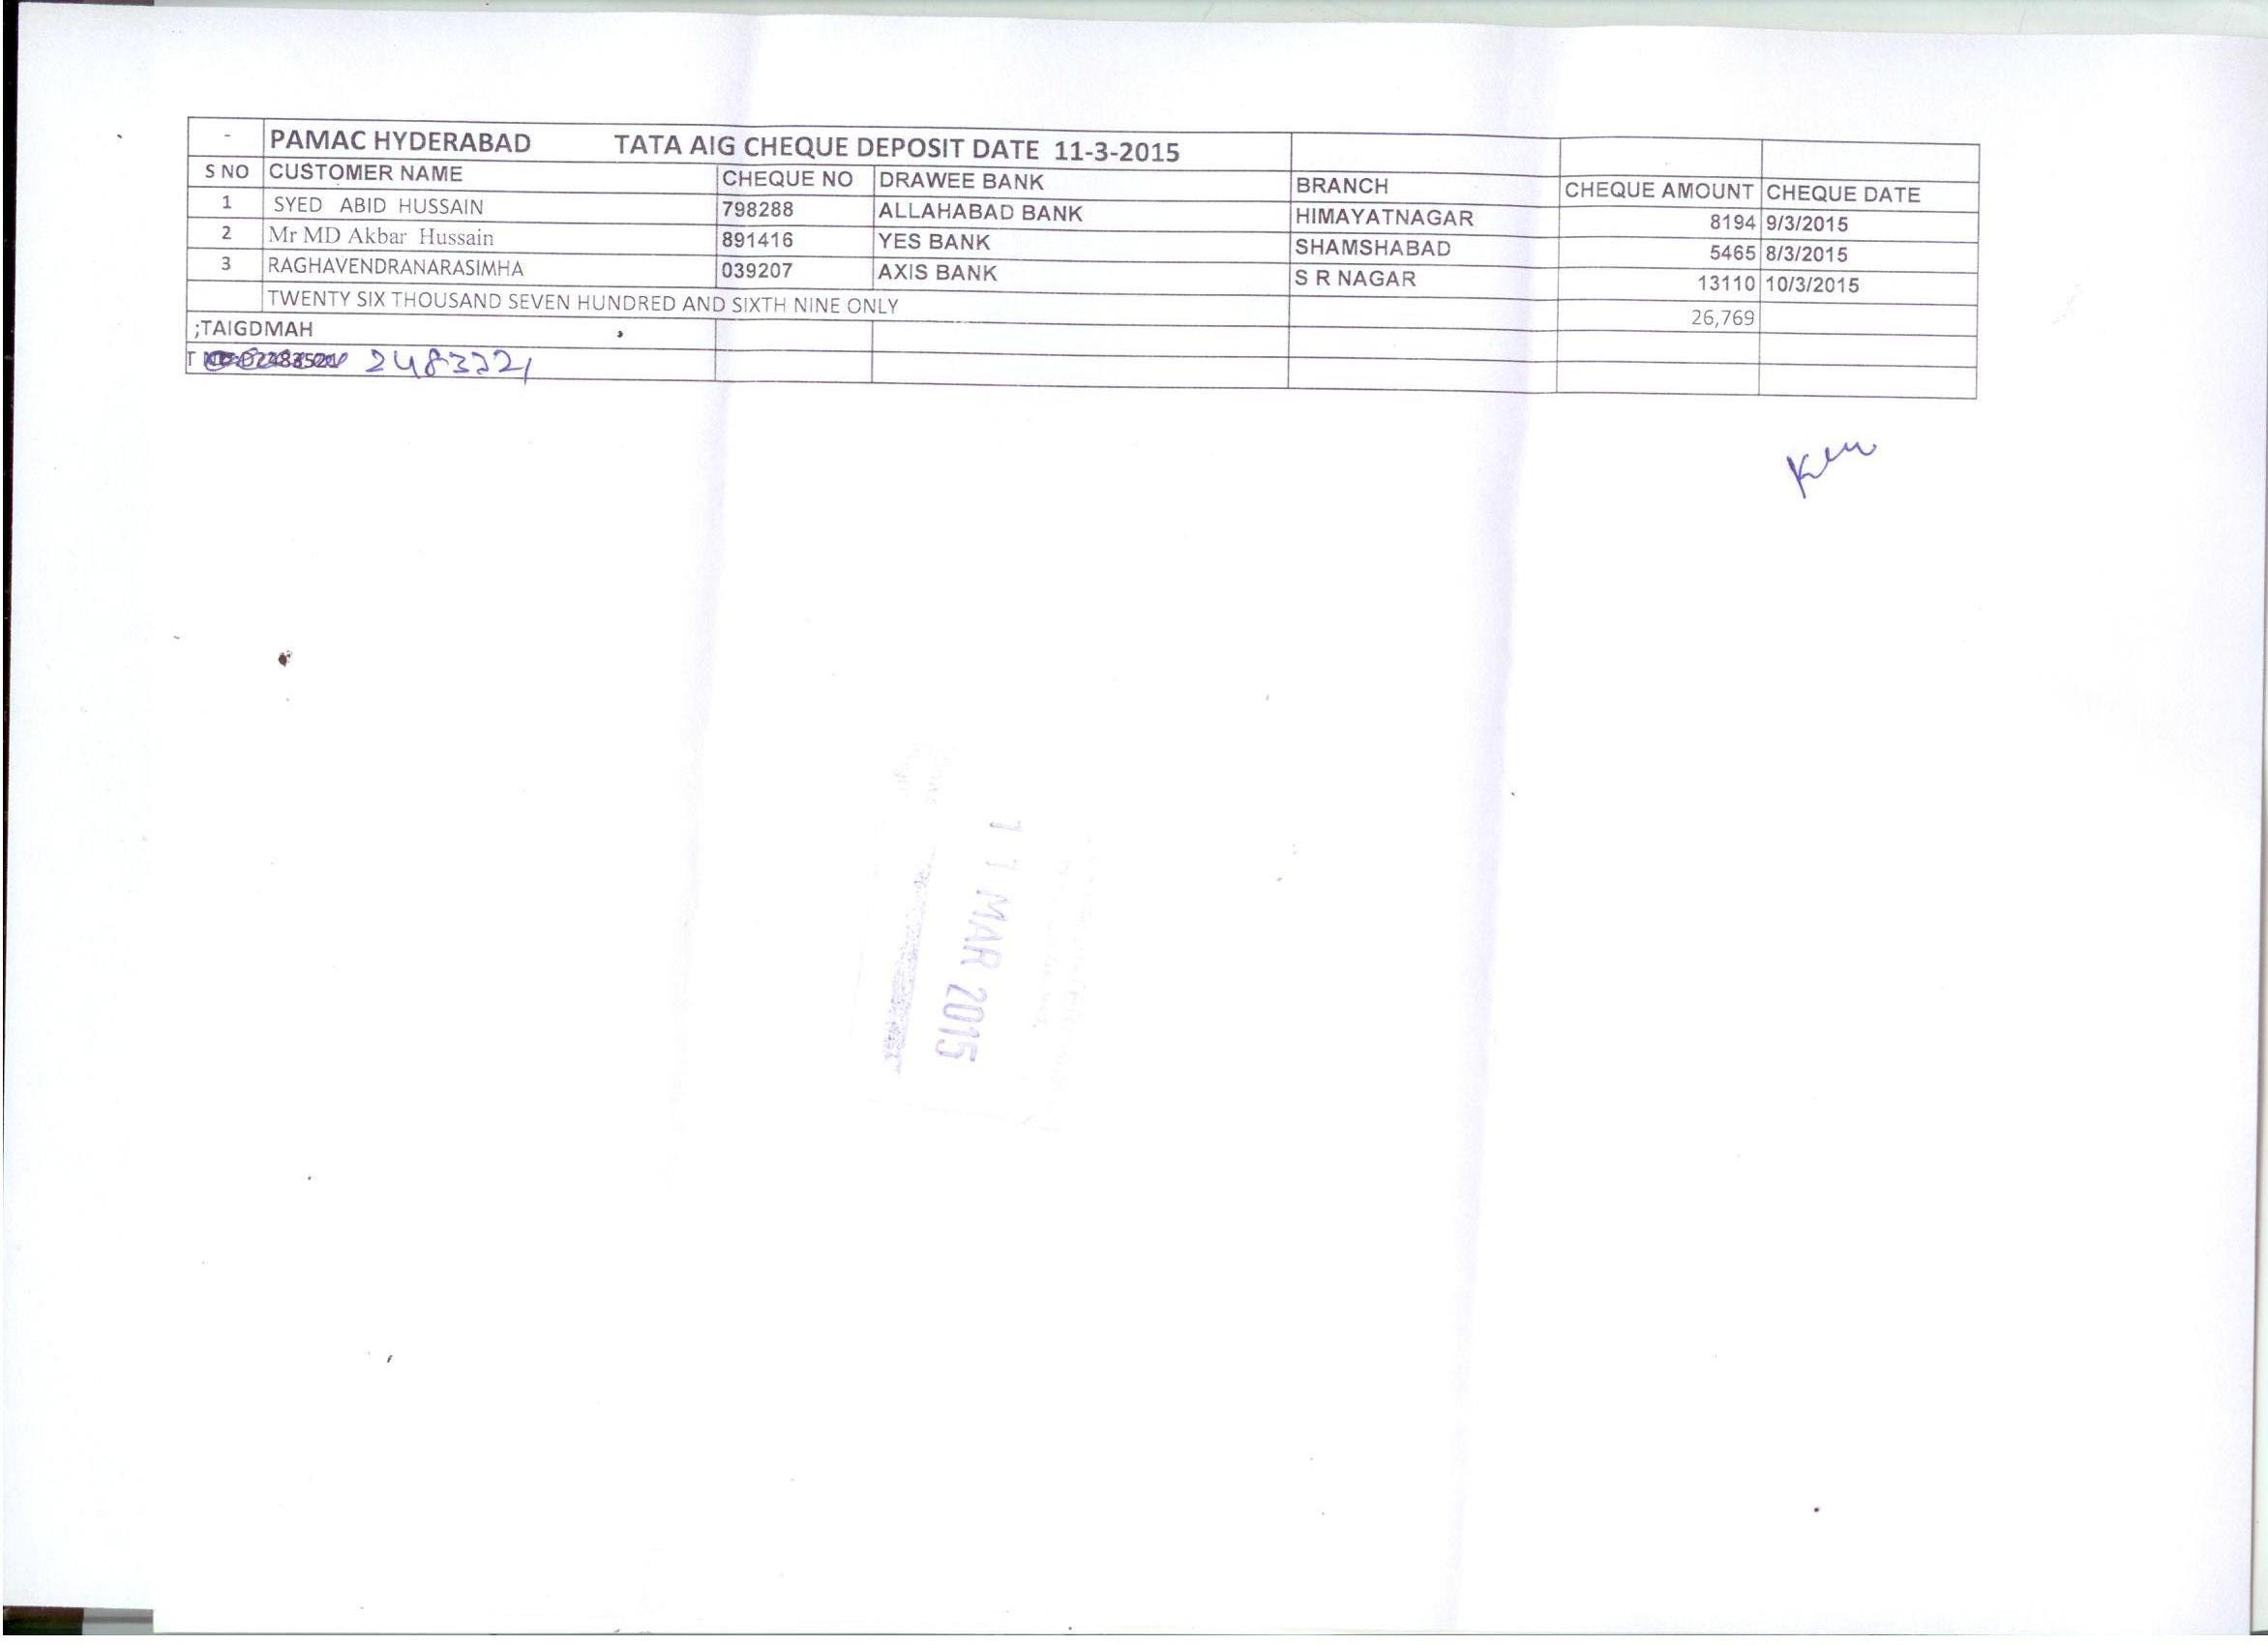 - PAMAC HYDERABAD TATA AIG CHEQUE DEPOSIT DATE 11-3-2015
S NO CUSTOMER NAME CHEQUE NO DRAWEE BANK BRANCH CHEQUE AMOUNT CHEQUE DATE
1 SYED ABID HUSSAIN 798288 ALLAHABAD BANK HIMAYATNAGAR 8194 9/3/2015
2 Mr MD Akbar Hussain 891416 YES BANK SHAMSHABAD 5465 8/3/2015
3 RAGHAVENDRANARASIMHA 039207 AXIS BANK S R NAGAR 13110 10/3/2015
TWENTY SIX THOUSAND SEVEN HUNDRED AND SIXTH NINE ONLY 26,769
;TAIGDMAH
T 2483221
11 MAR 2015